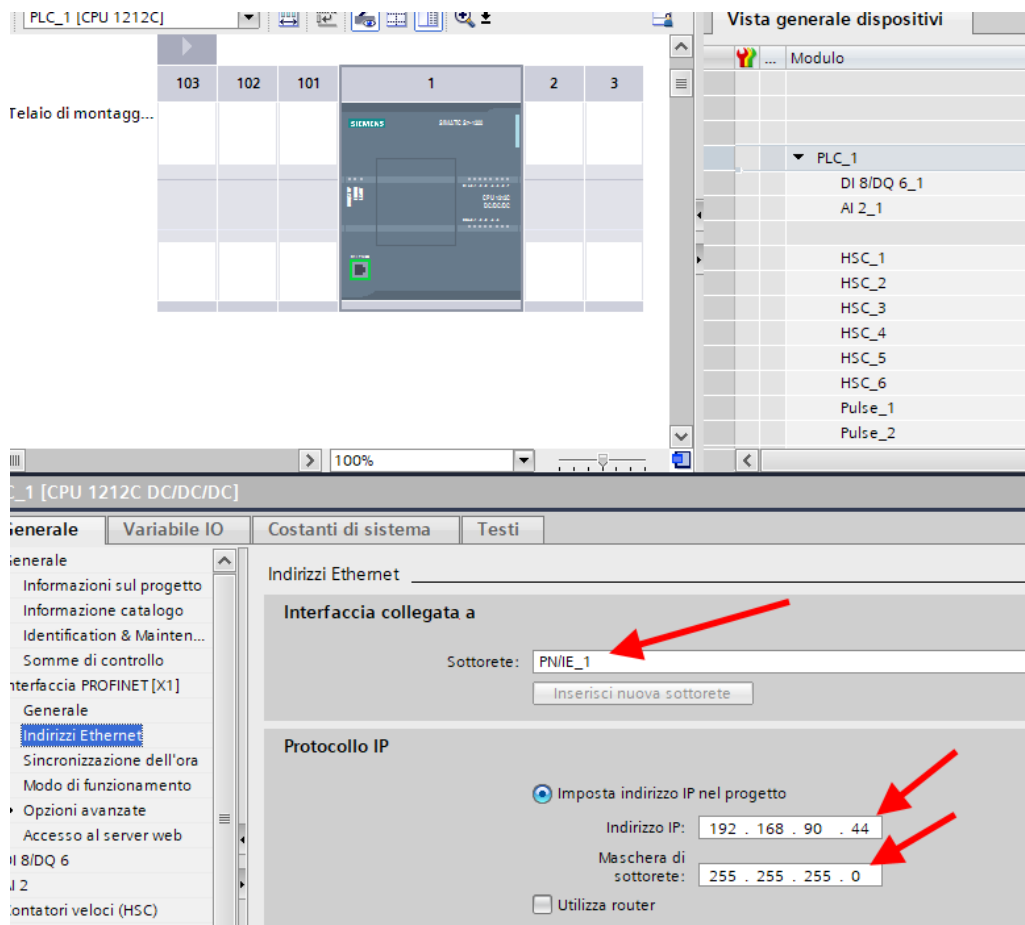 PLC_1 [CPU 1212C]
Vista generale dispositivi
... Modulo
103 102 101 1 2 3
Telaio di montagg...
SIEMENS
PLC_1
DI 8/DQ 6_1
AI 2_1
HSC_1
HSC_2
HSC_3
HSC_4
HSC_5
HSC_6
Pulse_1
Pulse_2
100%
C_1 [CPU 1212C DC/DC/DC]
Generale Variabile IO Costanti di sistema Testi
Generale
Informazioni sul progetto
Informazione catalogo
Identification & Mainten...
Somme di controllo
nterfaccia PROFINET [X1]
Generale
Indirizzi Ethernet
Sincronizzazione dell'ora
Modo di funzionamento
Opzioni avanzate
Accesso al server web
DI 8/DQ 6
AI 2
Contatori veloci (HSC)
Indirizzi Ethernet
Interfaccia collegata a
Sottorete: PN/IE_1
Inserisci nuova sottorete
Protocollo IP
Imposta indirizzo IP nel progetto
Indirizzo IP: 192 . 168 . 90 . 44
Maschera di
sottorete: 255 . 255 . 255 . 0
Utilizza router